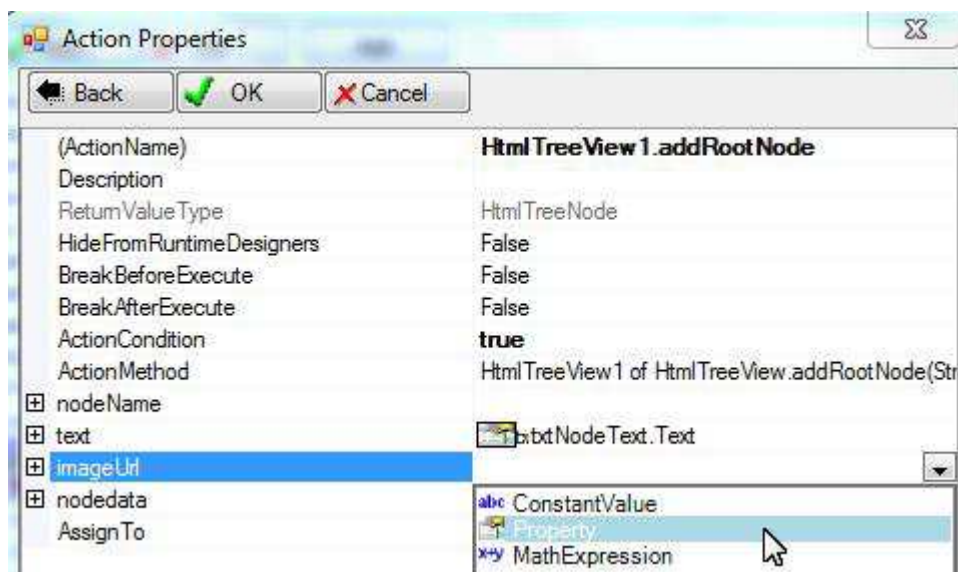 Action Properties
Back OK Cancel
(ActionName) HtmlTreeView1.addRootNode
Description
ReturnValueType HtmlTreeNode
HideFromRuntimeDesigners False
BreakBeforeExecute False
BreakAfterExecute False
ActionCondition true
ActionMethod HtmlTreeView1 of HtmlTreeView.addRootNode(Str
nodeName
text txtNodeText.Text
imageUrl
nodedata abc ConstantValue
Property
AssignTo
x+y MathExpression